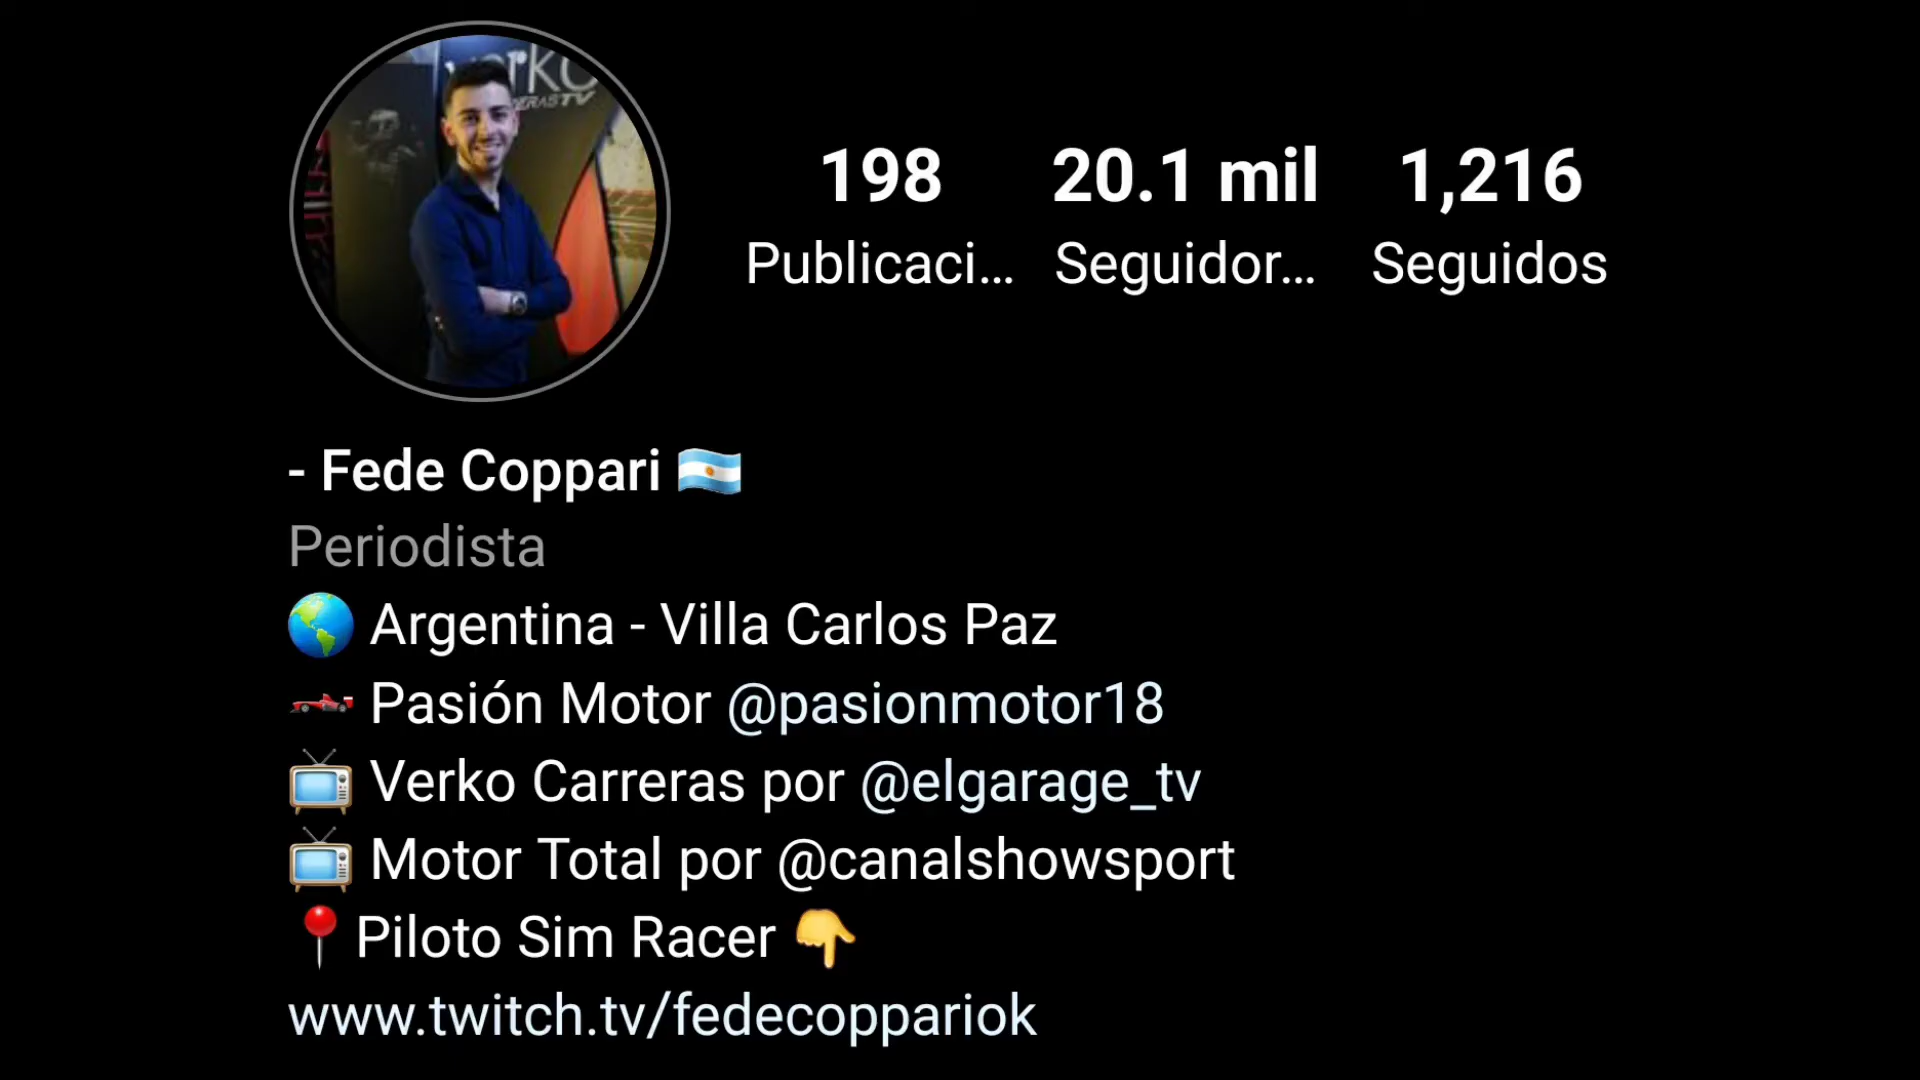 198 20.1 mil 1,216
Publicaci... Seguidor... Seguidos
- Fede Coppari
Periodista
Argentina - Villa Carlos Paz
Pasión Motor @pasionmotor18
Verko Carreras por @elgarage_tv
Motor Total por @canalshowsport
Piloto Sim Racer
www.twitch.tv/fedecoppariok